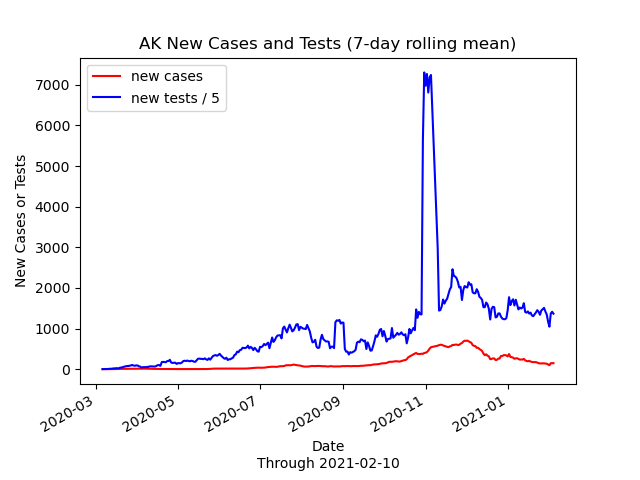 AK New Cases and Tests (7-day rolling mean)
new cases
new tests / 5
New Cases or Tests
7000
6000
5000
4000
3000
2000
1000
0
2020-03
2020-05
2020-07
2020-09
2020-11
2021-01
Date
Through 2021-02-10